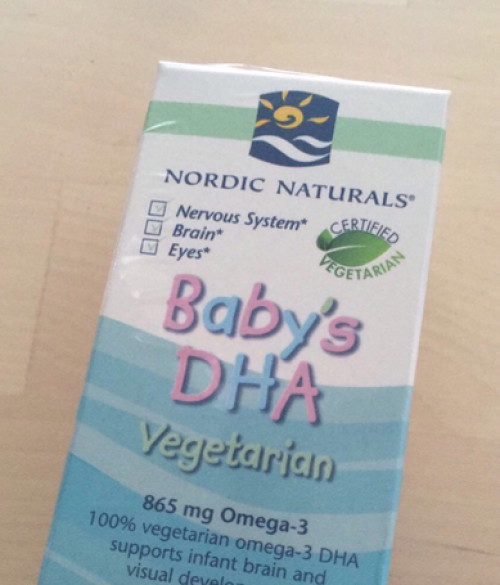 NORDIC NATURALS®
Nervous System*
Brain*
Eyes*
CERTIFIED
VEGETARIAN
Baby's
DHA
Vegetarian
865 mg Omega-3
100% vegetarian omega-3 DHA
supports infant brain and
visual